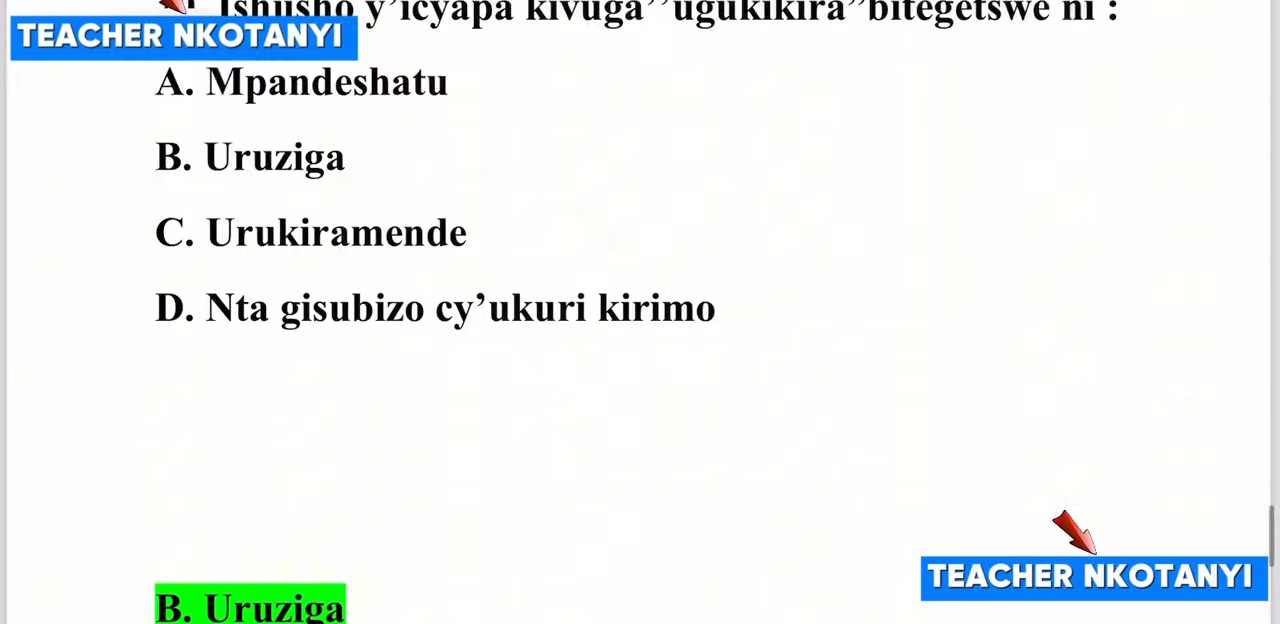 Ishusho y’icyapa kivuga’’ugukikira’’bitegetswe ni :
TEACHER NKOTANYI
A. Mpandeshatu
B. Uruziga
C. Urukiramende
D. Nta gisubizo cy’ukuri kirimo
TEACHER NKOTANYI
B. Uruziga